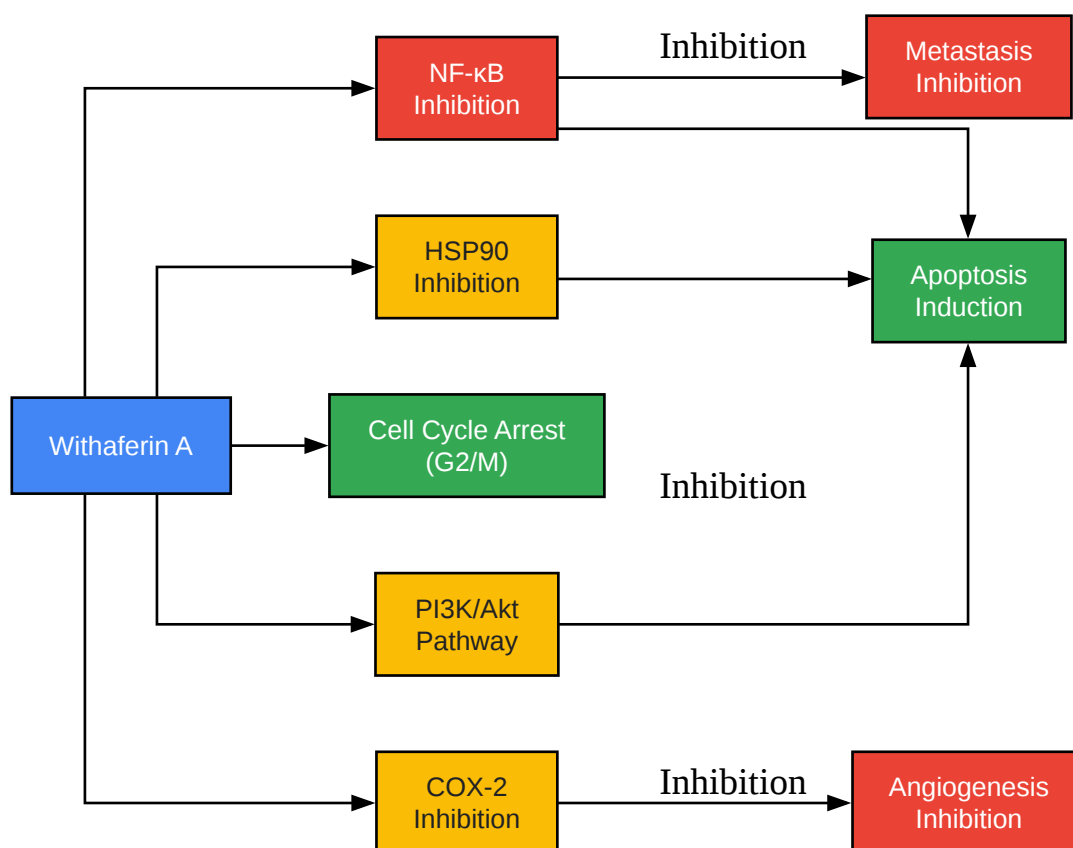 NF-κB
Inhibition
Inhibition
Metastasis
Inhibition
HSP90
Inhibition
Apoptosis
Induction
Withaferin A
Cell Cycle Arrest
(G2/M)
Inhibition
PI3K/Akt
Pathway
COX-2
Inhibition
Inhibition
Angiogenesis
Inhibition